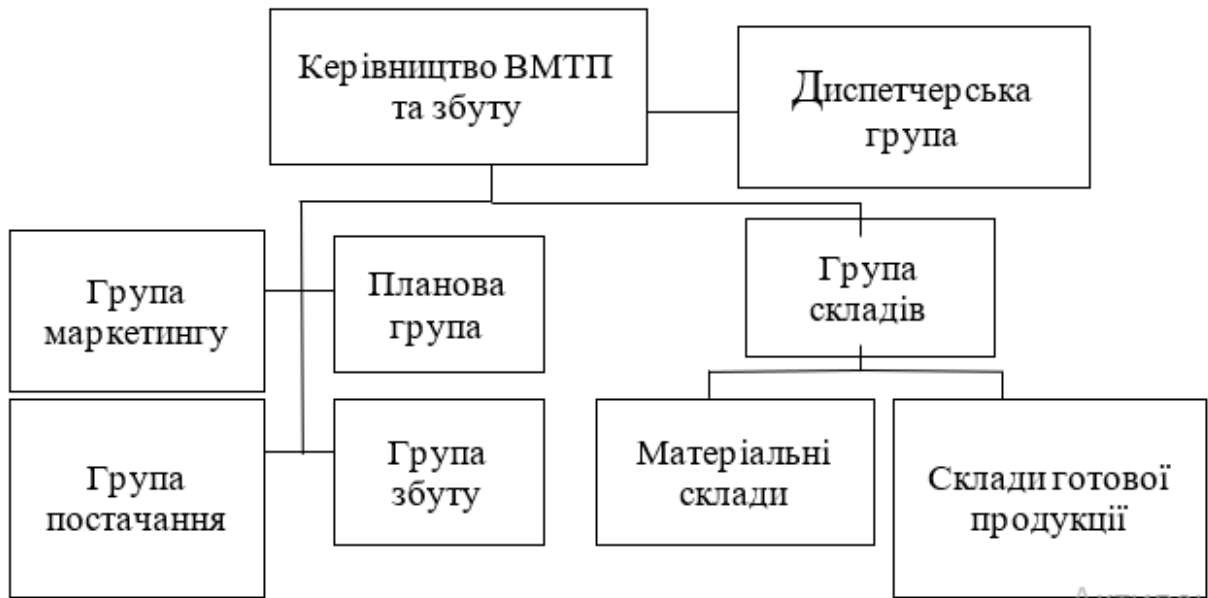 Керівництво ВМТП
та збуту
Диспетчерська
група
Група
маркетингу
Планова
група
Група
складів
Група
постачання
Група
збуту
Матеріальні
склади
Склади готової
продукції